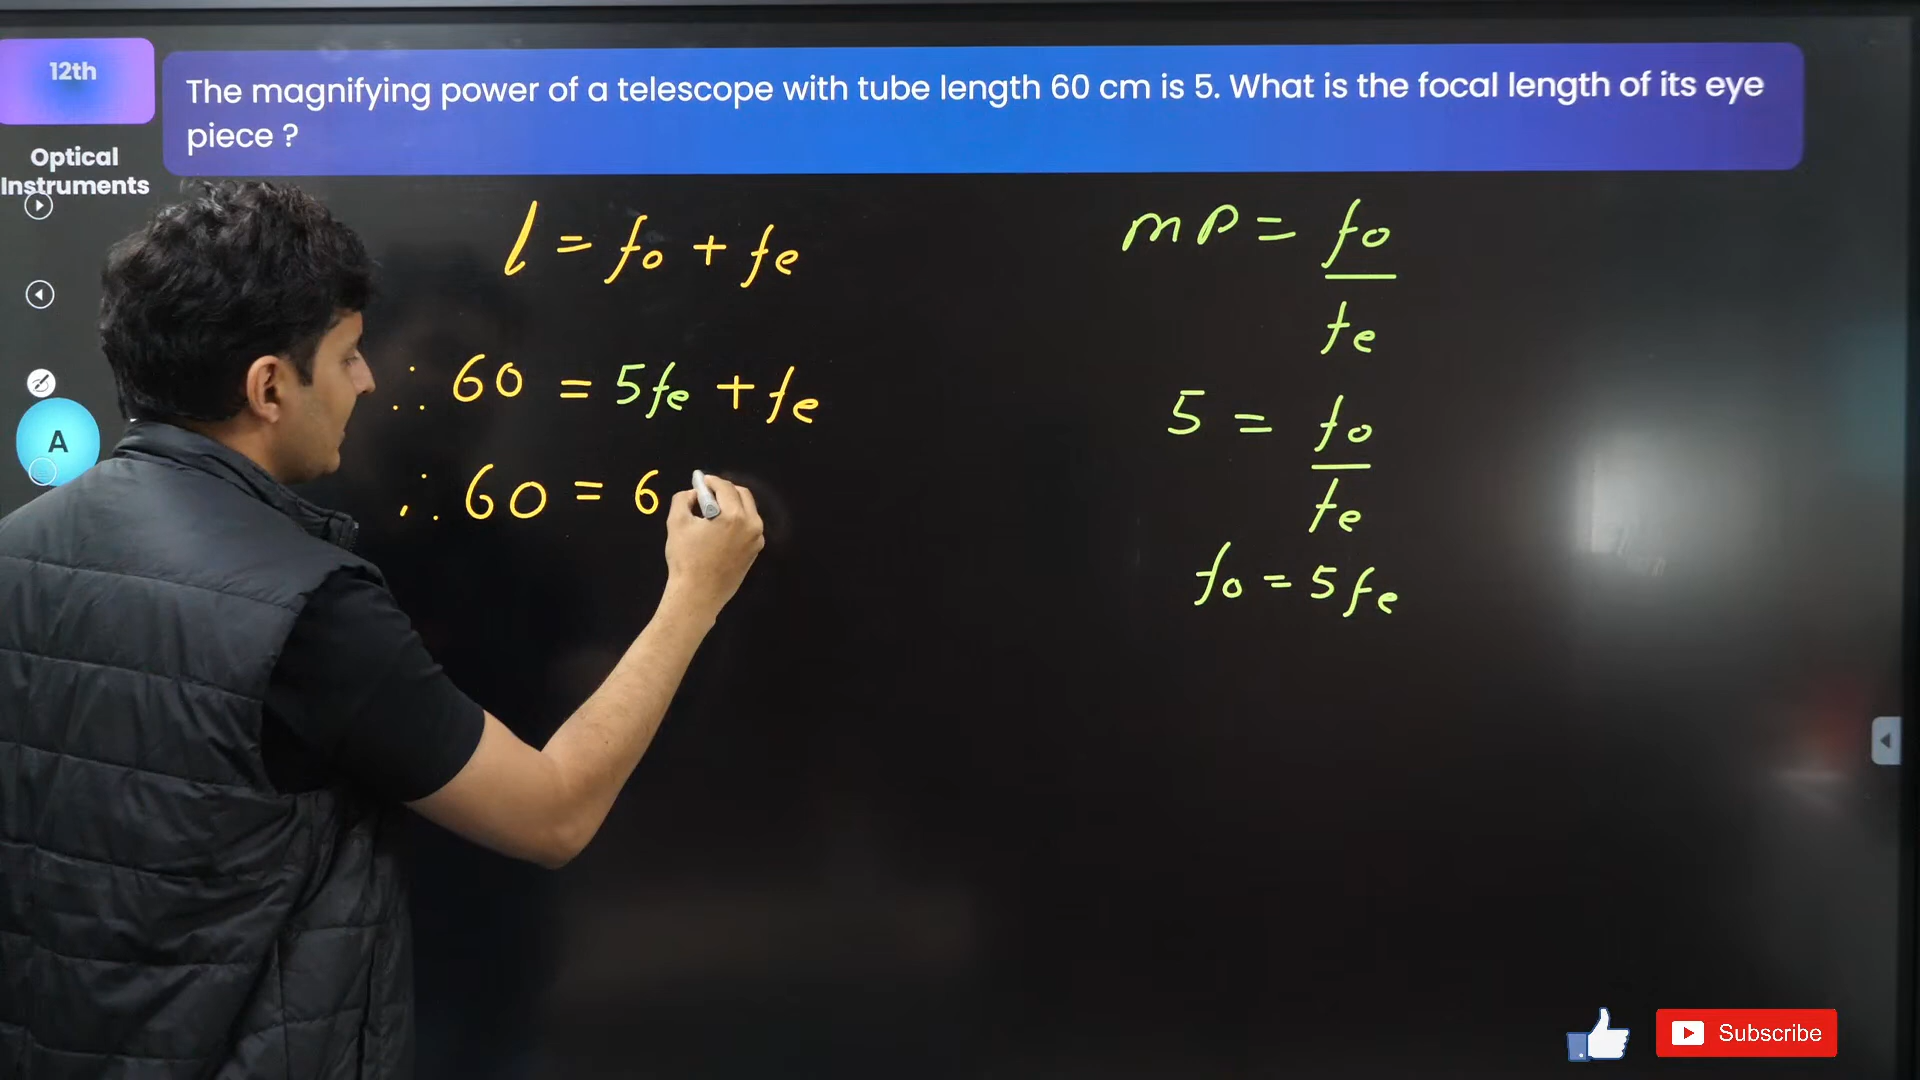 12th
The magnifying power of a telescope with tube length 60 cm is 5. What is the focal length of its eye
piece ?
Optical
Instruments
A
l = fo + fe
∴ 60 = 5fe + fe
∴ 60 = 6
MP = fo
fe
5 = fo
fe
fo = 5fe
Subscribe